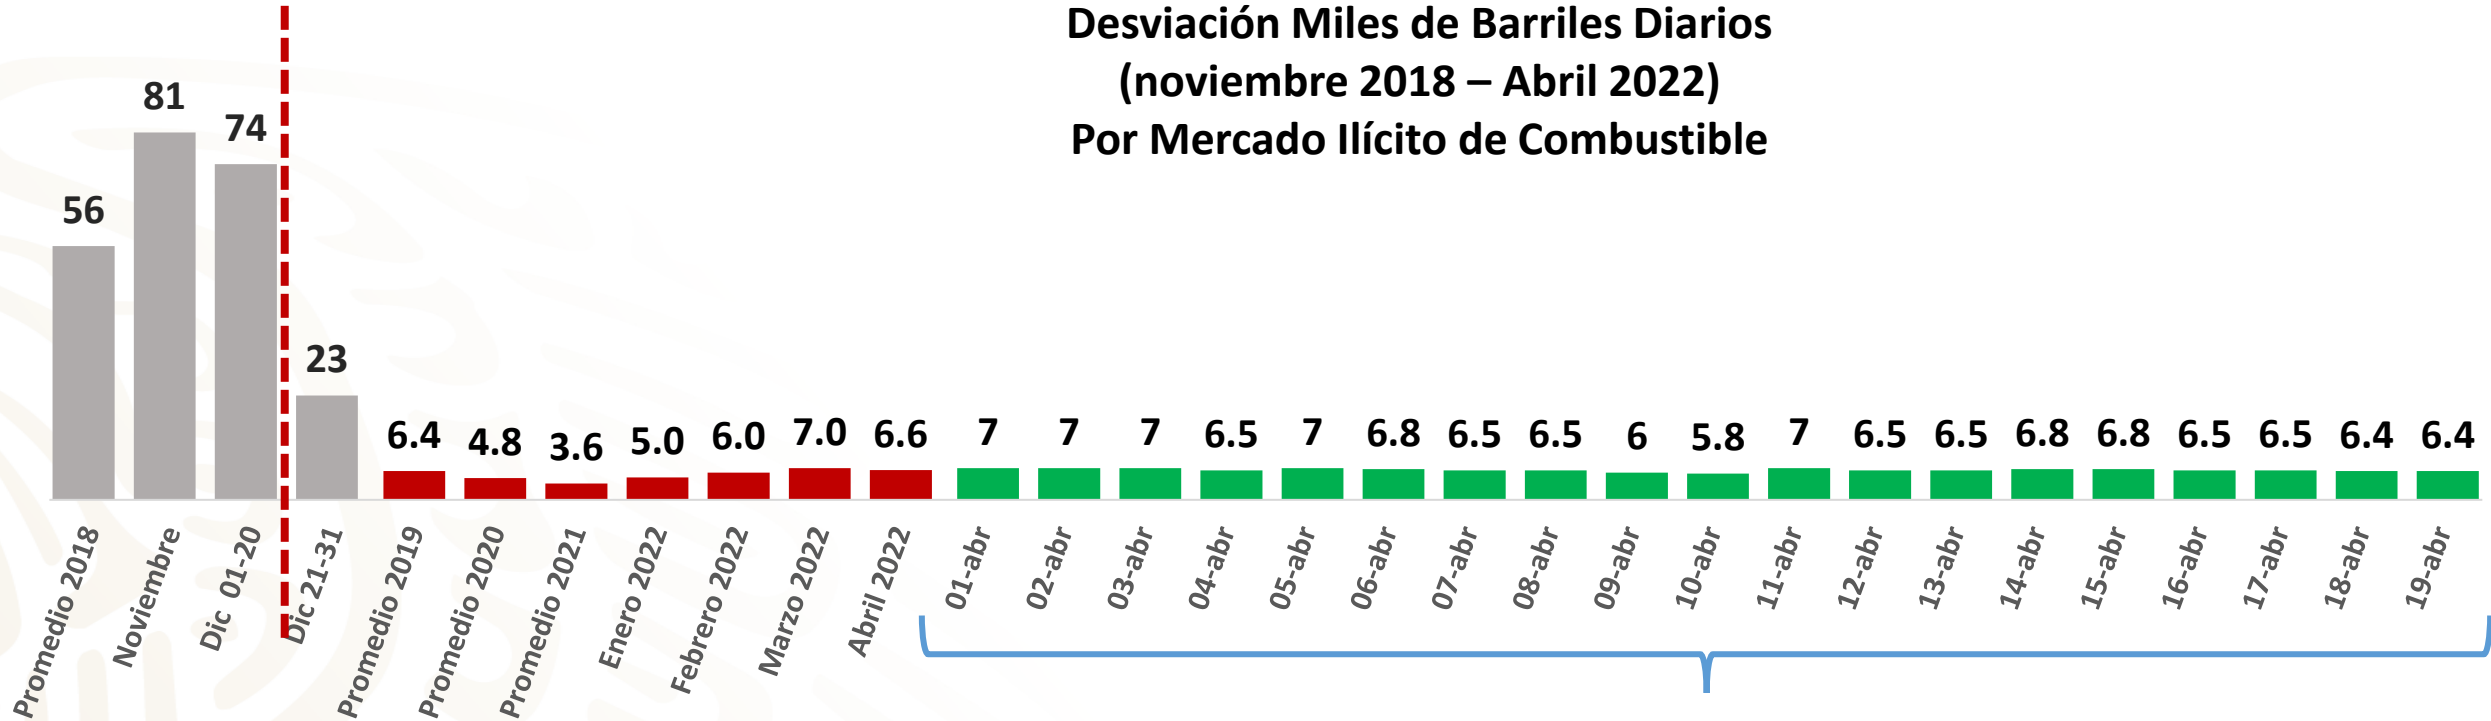 Desviación Miles de Barriles Diarios
(noviembre 2018 – Abril 2022)
Por Mercado Ilícito de Combustible
56
81
74
23
6.4
4.8
3.6
5.0
6.0
7.0
6.6
7
7
7
6.5
7
6.8
6.5
6.5
6
5.8
7
6.5
6.5
6.8
6.8
6.5
6.5
6.4
6.4
Promedio 2018
Noviembre
Dic 01-20
Dic 21-31
Promedio 2019
Promedio 2020
Promedio 2021
Enero 2022
Febrero 2022
Marzo 2022
Abril 2022
01-abr
02-abr
03-abr
04-abr
05-abr
06-abr
07-abr
08-abr
09-abr
10-abr
11-abr
12-abr
13-abr
14-abr
15-abr
16-abr
17-abr
18-abr
19-abr